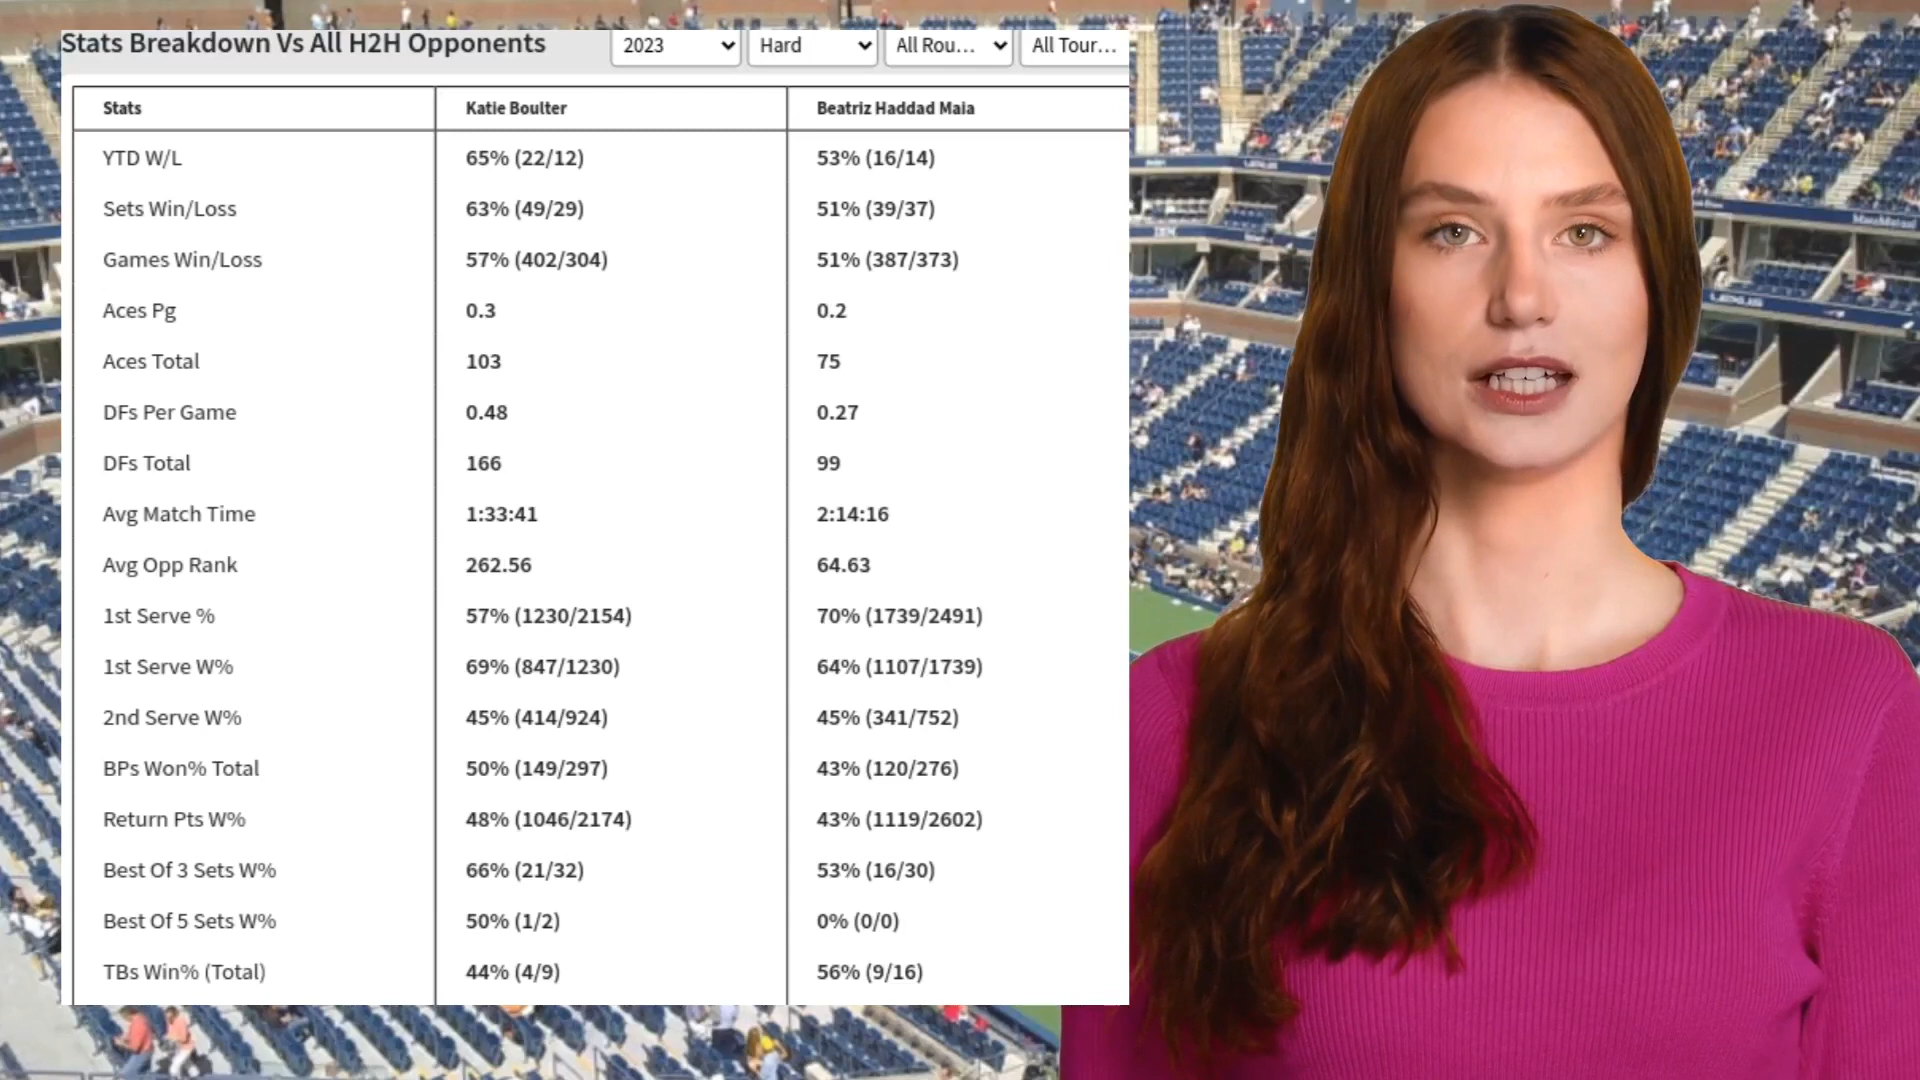 Stats Breakdown Vs All H2H Opponents 2023 Hard All Rou... All Tour...
Stats Katie Boulter Beatriz Haddad Maia
YTD W/L 65% (22/12) 53% (16/14)
Sets Win/Loss 63% (49/29) 51% (39/37)
Games Win/Loss 57% (402/304) 51% (387/373)
Aces Pg 0.3 0.2
Aces Total 103 75
DFs Per Game 0.48 0.27
DFs Total 166 99
Avg Match Time 1:33:41 2:14:16
Avg Opp Rank 262.56 64.63
1st Serve % 57% (1230/2154) 70% (1739/2491)
1st Serve W% 69% (847/1230) 64% (1107/1739)
2nd Serve W% 45% (414/924) 45% (341/752)
BPs Won% Total 50% (149/297) 43% (120/276)
Return Pts W% 48% (1046/2174) 43% (1119/2602)
Best Of 3 Sets W% 66% (21/32) 53% (16/30)
Best Of 5 Sets W% 50% (1/2) 0% (0/0)
TBs Win% (Total) 44% (4/9) 56% (9/16)